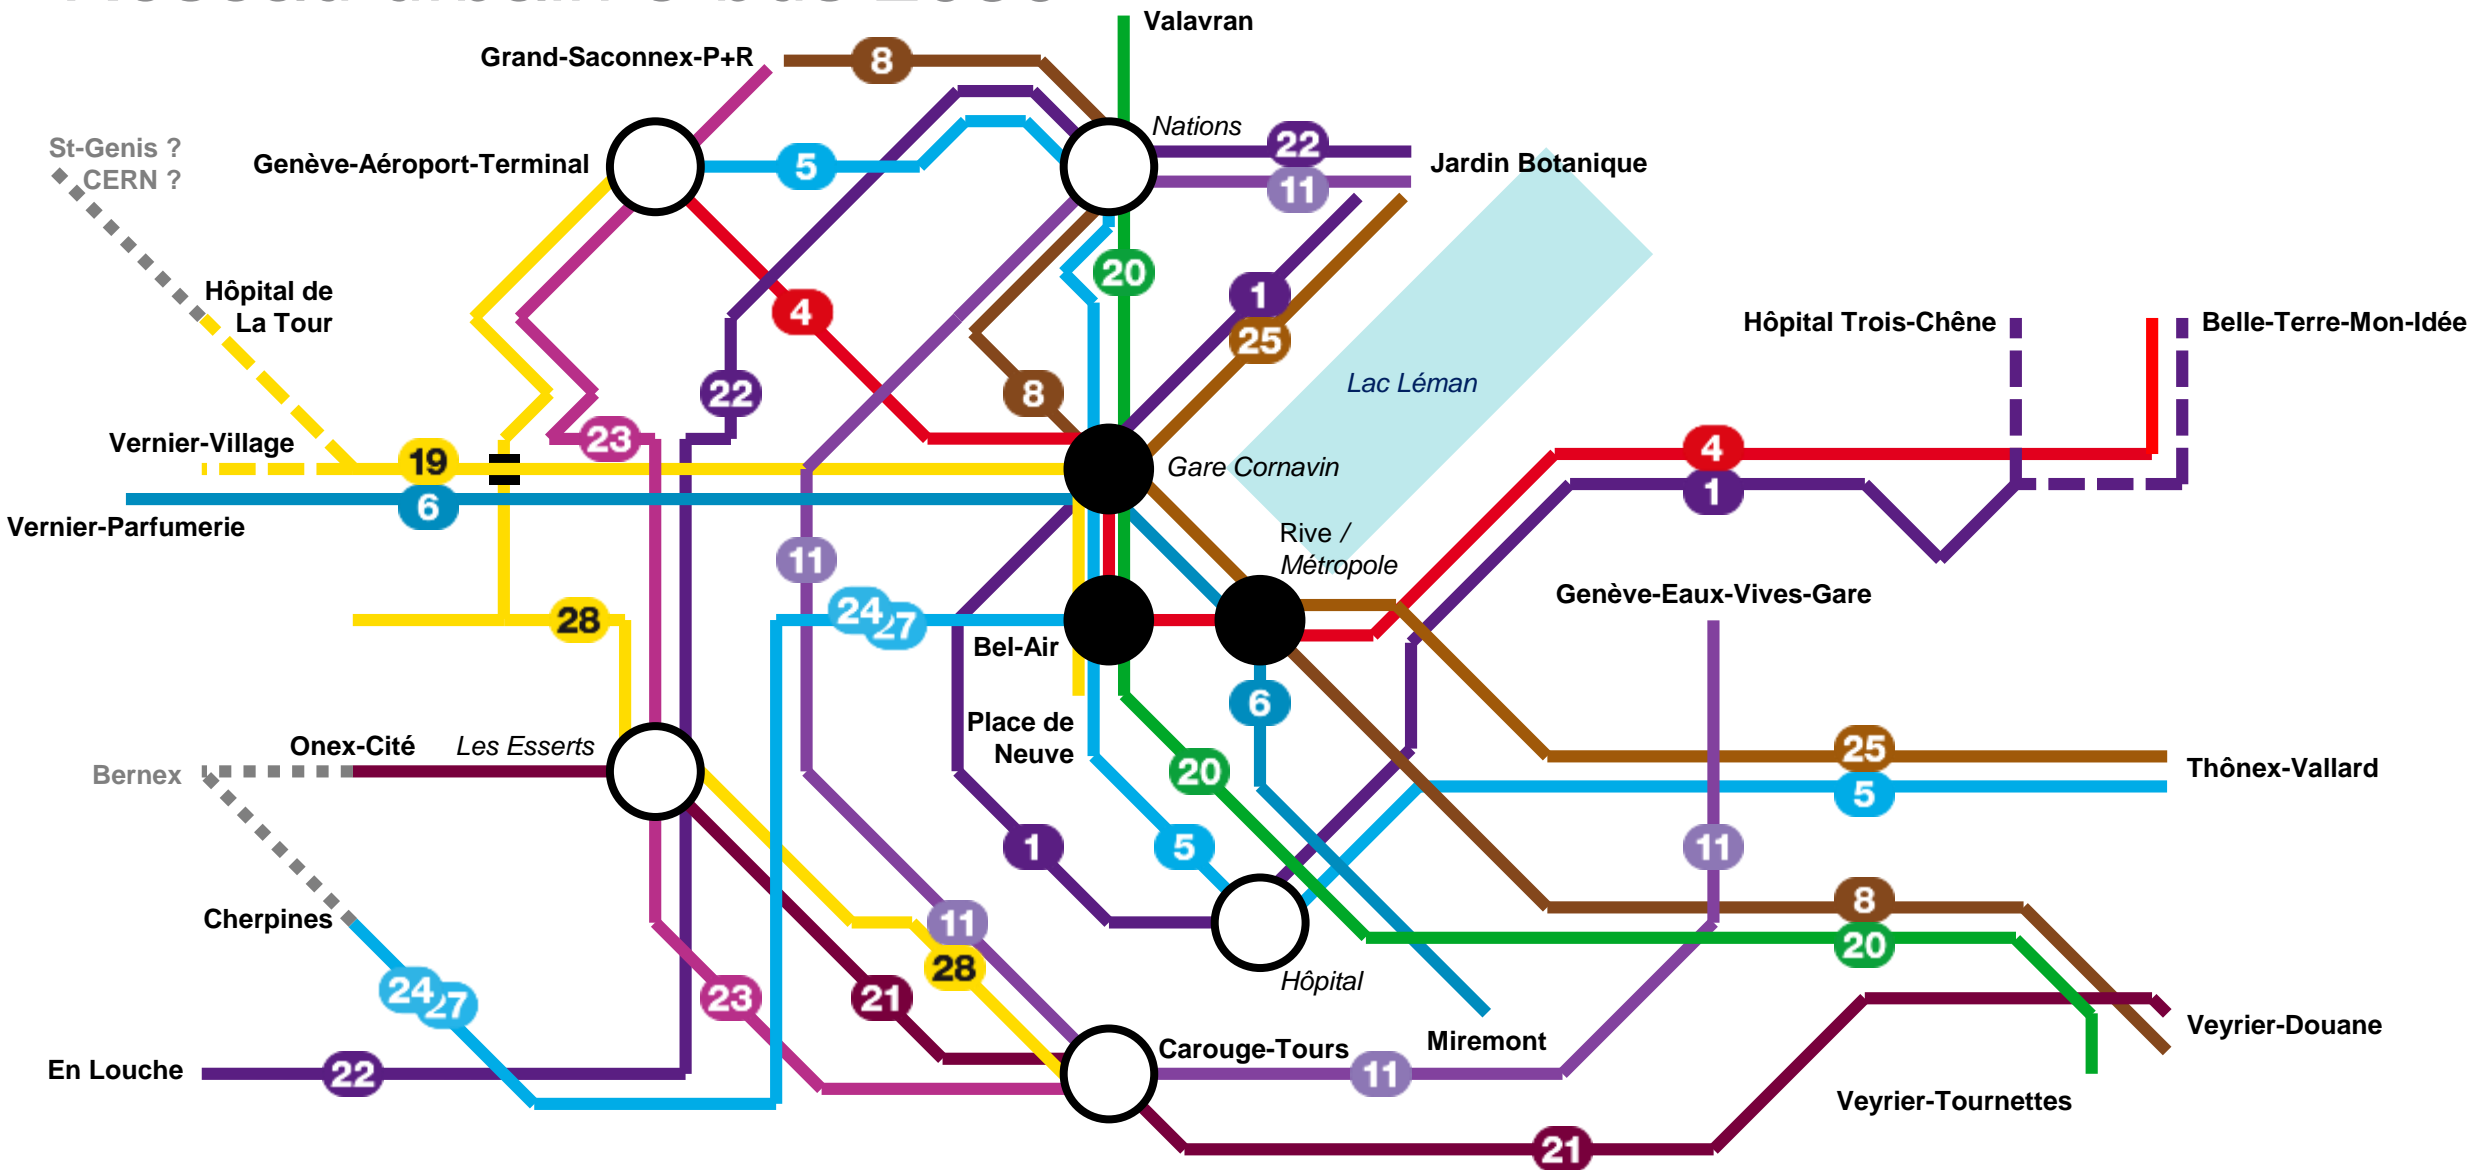 Valavran
Grand-Saconnex-P+R
8
Nations
22
St-Genis ?
CERN ?
Genève-Aéroport-Terminal
5
Jardin Botanique
11
20
Hôpital de
La Tour
4
1
25
Hôpital Trois-Chêne
Belle-Terre-Mon-Idée
22
8
Lac Léman
Vernier-Village
19
23
Gare Cornavin
4
1
6
Vernier-Parfumerie
Rive /
Métropole
11
Genève-Eaux-Vives-Gare
28
24
27
Bel-Air
6
Place de
Neuve
Onex-Cité
Les Esserts
Bernex
20
25
5
Thônex-Vallard
1
5
11
Cherpines
11
8
20
28
Hôpital
24
27
23
21
Veyrier-Douane
Miremont
Carouge-Tours
En Louche
22
11
Veyrier-Tournettes
21